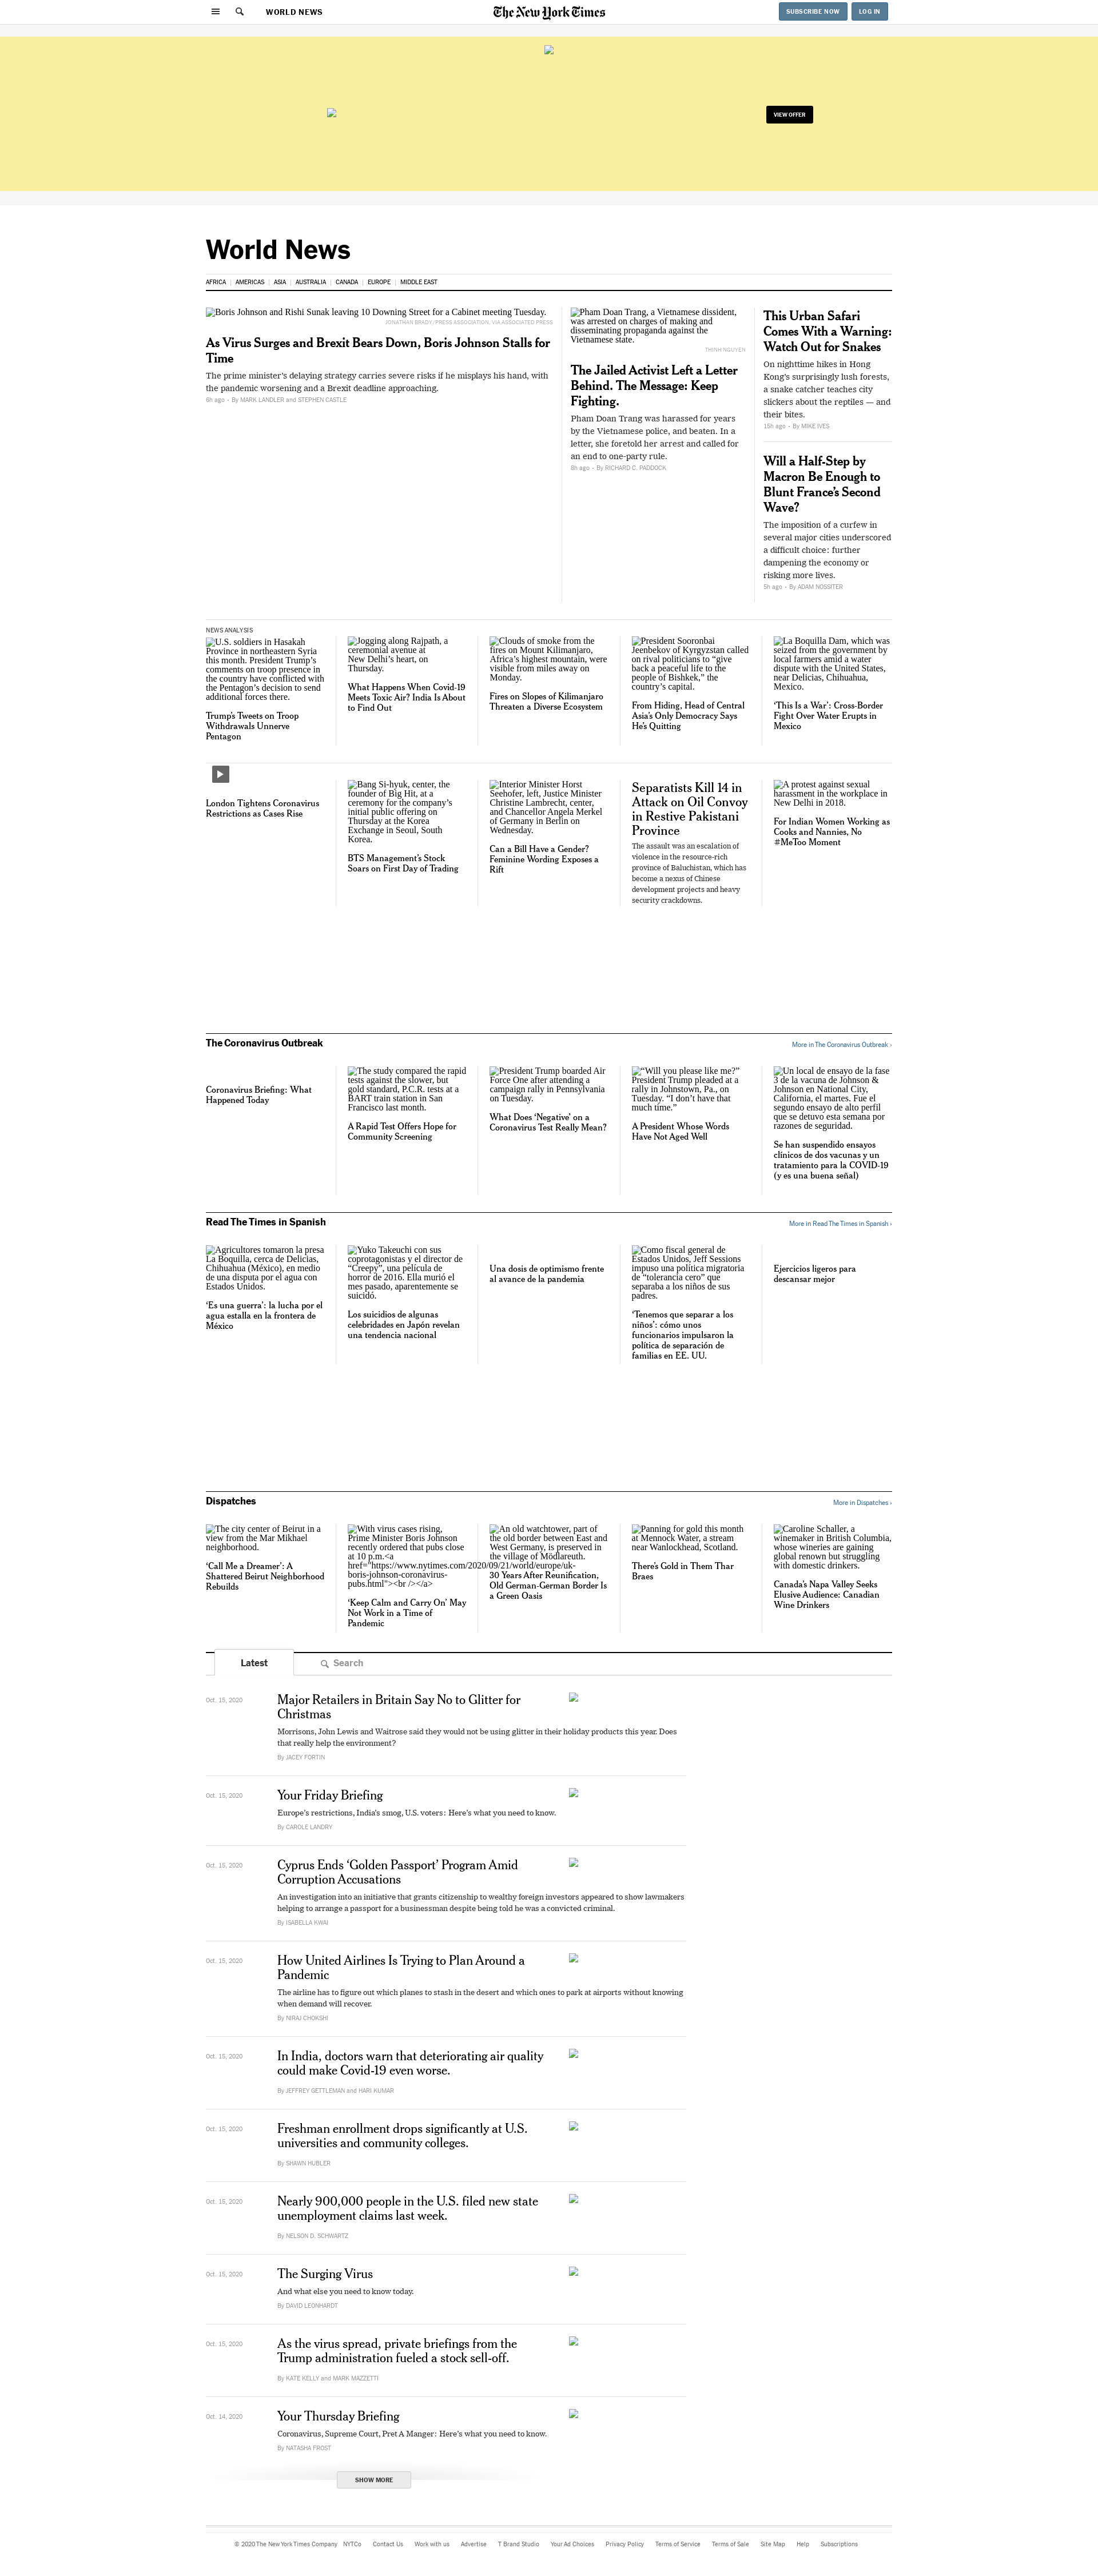 WORLD NEWS
The New York Times
SUBSCRIBE NOW
LOG IN
VIEW OFFER
World News
AFRICA
AMERICAS
ASIA
AUSTRALIA
CANADA
EUROPE
MIDDLE EAST
Boris Johnson and Rishi Sunak leaving 10 Downing Street for a Cabinet meeting Tuesday.
JONATHAN BRADY/PRESS ASSOCIATION, VIA ASSOCIATED PRESS
As Virus Surges and Brexit Bears Down, Boris Johnson Stalls for
Time
The prime minister's delaying strategy carries severe risks if he misplays his hand, with
the pandemic worsening and a Brexit deadline approaching.
6h ago - By MARK LANDLER and STEPHEN CASTLE
Pham Doan Trang, a Vietnamese dissident,
was arrested on charges of making and
disseminating propaganda against the
Vietnamese state.
THINH NGUYEN
The Jailed Activist Left a Letter
Behind. The Message: Keep
Fighting.
Pham Doan Trang was harassed for years
by the Vietnamese police, and beaten. In a
letter, she foretold her arrest and called for
an end to one-party rule.
8h ago - By RICHARD C. PADDOCK
This Urban Safari
Comes With a Warning:
Watch Out for Snakes
On nighttime hikes in Hong
Kong's surprisingly lush forests,
a snake catcher teaches city
slickers about the reptiles — and
their bites.
15h ago - By MIKE IVES
Will a Half-Step by
Macron Be Enough to
Blunt France's Second
Wave?
The imposition of a curfew in
several major cities underscored
a difficult choice: further
dampening the economy or
risking more lives.
5h ago - By ADAM NOSSITER
NEWS ANALYSIS
U.S. soldiers in Hasakah
Province in northeastern Syria
this month. President Trump's
comments on troop presence in
the country have conflicted with
the Pentagon's decision to send
additional forces there.
Trump's Tweets on Troop
Withdrawals Unnerve
Pentagon
Jogging along Rajpath, a
ceremonial avenue at
New Delhi's heart, on
Thursday.
What Happens When Covid-19
Meets Toxic Air? India Is About
to Find Out
Clouds of smoke from the
fires on Mount Kilimanjaro,
Africa's highest mountain, were
visible from miles away on
Monday.
Fires on Slopes of Kilimanjaro
Threaten a Diverse Ecosystem
President Sooronbai
Jeenbekov of Kyrgyzstan called
on rival politicians to "give
back a peaceful life to the
people of Bishkek," the
country's capital.
From Hiding, Head of Central
Asia's Only Democracy Says
He's Quitting
La Boquilla Dam, which was
seized from the government by
local farmers amid a water
dispute with the United States,
near Delicias, Chihuahua,
Mexico.
'This Is a War': Cross-Border
Fight Over Water Erupts in
Mexico
London Tightens Coronavirus
Restrictions as Cases Rise
Bang Si-hyuk, center, the
founder of Big Hit, at a
ceremony for the company's
initial public offering on
Thursday at the Korea
Exchange in Seoul, South
Korea.
BTS Management's Stock
Soars on First Day of Trading
Interior Minister Horst
Seehofer, left, Justice Minister
Christine Lambrecht, center,
and Chancellor Angela Merkel
of Germany in Berlin on
Wednesday.
Can a Bill Have a Gender?
Feminine Wording Exposes a
Rift
Separatists Kill 14 in
Attack on Oil Convoy
in Restive Pakistani
Province
The assault was an escalation of
violence in the resource-rich
province of Baluchistan, which has
become a nexus of Chinese
development projects and heavy
security crackdowns.
A protest against sexual
harassment in the workplace in
New Delhi in 2018.
For Indian Women Working as
Cooks and Nannies, No
#MeToo Moment
The Coronavirus Outbreak
More in The Coronavirus Outbreak ›
Coronavirus Briefing: What
Happened Today
The study compared the rapid
tests against the slower, but
gold standard, P.C.R. tests at a
BART train station in San
Francisco last month.
A Rapid Test Offers Hope for
Community Screening
President Trump boarded Air
Force One after attending a
campaign rally in Pennsylvania
on Tuesday.
What Does 'Negative' on a
Coronavirus Test Really Mean?
"Will you please like me?"
President Trump pleaded at a
rally in Johnstown, Pa., on
Tuesday. "I don't have that
much time."
A President Whose Words
Have Not Aged Well
Un local de ensayo de la fase
3 de la vacuna de Johnson &
Johnson en National City,
California, el martes. Fue el
segundo ensayo de alto perfil
que se detuvo esta semana por
razones de seguridad.
Se han suspendido ensayos
clínicos de dos vacunas y un
tratamiento para la COVID-19
(y es una buena señal)
Read The Times in Spanish
More in Read The Times in Spanish ›
Agricultores tomaron la presa
La Boquilla, cerca de Delicias,
Chihuahua (México), en medio
de una disputa por el agua con
Estados Unidos.
'Es una guerra': la lucha por el
agua estalla en la frontera de
México
Yuko Takeuchi con sus
coprotagonistas y el director de
"Creepy", una película de
horror de 2016. Ella murió el
mes pasado, aparentemente se
suicidó.
Los suicidios de algunas
celebridades en Japón revelan
una tendencia nacional
Una dosis de optimismo frente
al avance de la pandemia
Como fiscal general de
Estados Unidos, Jeff Sessions
impuso una política migratoria
de "tolerancia cero" que
separaba a los niños de sus
padres.
'Tenemos que separar a los
niños': cómo unos
funcionarios impulsaron la
política de separación de
familias en EE. UU.
Ejercicios ligeros para
descansar mejor
Dispatches
More in Dispatches ›
The city center of Beirut in a
view from the Mar Mikhael
neighborhood.
'Call Me a Dreamer': A
Shattered Beirut Neighborhood
Rebuilds
With virus cases rising,
Prime Minister Boris Johnson
recently ordered that pubs close
at 10 p.m.<a
href="https://www.nytimes.com/2020/09/21/world/europe/uk-
boris-johnson-coronavirus-
pubs.html"><br /></a>
'Keep Calm and Carry On' May
Not Work in a Time of
Pandemic
An old watchtower, part of
the old border between East and
West Germany, is preserved in
the village of Mödlareuth.
30 Years After Reunification,
Old German-German Border Is
a Green Oasis
Panning for gold this month
at Mennock Water, a stream
near Wanlockhead, Scotland.
There's Gold in Them Thar
Braes
Caroline Schaller, a
winemaker in British Columbia,
whose wineries are gaining
global renown but struggling
with domestic drinkers.
Canada's Napa Valley Seeks
Elusive Audience: Canadian
Wine Drinkers
Latest
Search
Oct. 15, 2020
Major Retailers in Britain Say No to Glitter for
Christmas
Morrisons, John Lewis and Waitrose said they would not be using glitter in their holiday products this year. Does
that really help the environment?
By JACEY FORTIN
Oct. 15, 2020
Your Friday Briefing
Europe's restrictions, India's smog, U.S. voters: Here's what you need to know.
By CAROLE LANDRY
Oct. 15, 2020
Cyprus Ends 'Golden Passport' Program Amid
Corruption Accusations
An investigation into an initiative that grants citizenship to wealthy foreign investors appeared to show lawmakers
helping to arrange a passport for a businessman despite being told he was a convicted criminal.
By ISABELLA KWAI
Oct. 15, 2020
How United Airlines Is Trying to Plan Around a
Pandemic
The airline has to figure out which planes to stash in the desert and which ones to park at airports without knowing
when demand will recover.
By NIRAJ CHOKSHI
Oct. 15, 2020
In India, doctors warn that deteriorating air quality
could make Covid-19 even worse.
By JEFFREY GETTLEMAN and HARI KUMAR
Oct. 15, 2020
Freshman enrollment drops significantly at U.S.
universities and community colleges.
By SHAWN HUBLER
Oct. 15, 2020
Nearly 900,000 people in the U.S. filed new state
unemployment claims last week.
By NELSON D. SCHWARTZ
Oct. 15, 2020
The Surging Virus
And what else you need to know today.
By DAVID LEONHARDT
Oct. 15, 2020
As the virus spread, private briefings from the
Trump administration fueled a stock sell-off.
By KATE KELLY and MARK MAZZETTI
Oct. 14, 2020
Your Thursday Briefing
Coronavirus, Supreme Court, Pret A Manger: Here's what you need to know.
By NATASHA FROST
SHOW MORE
© 2020 The New York Times Company NYTCo Contact Us Work with us Advertise T Brand Studio Your Ad Choices Privacy Policy Terms of Service Terms of Sale Site Map Help Subscriptions